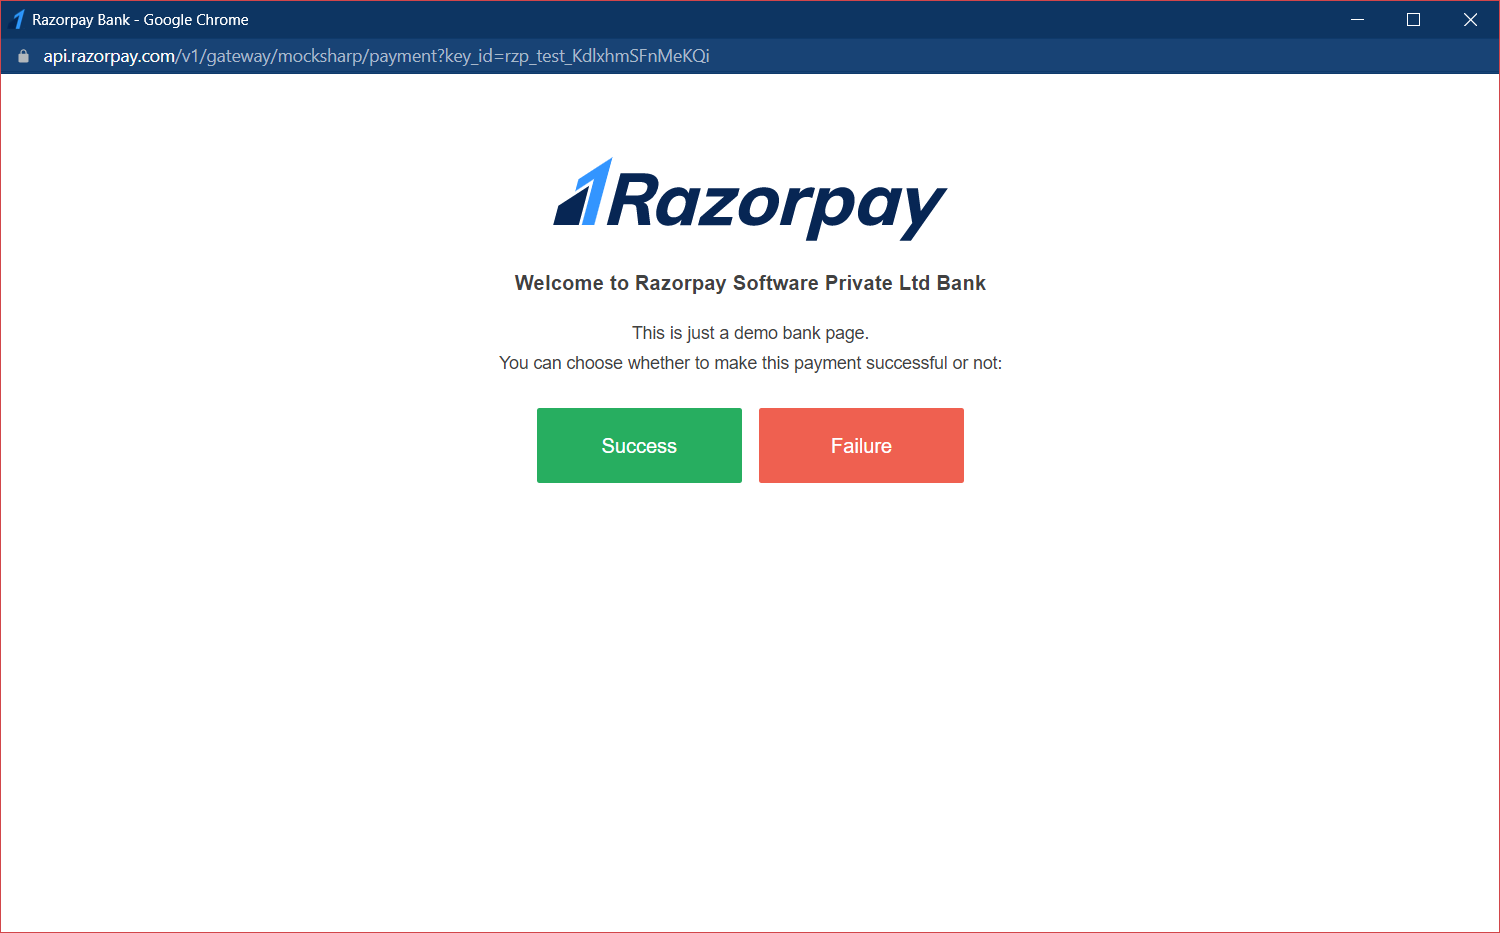 Razorpay Bank - Google Chrome
api.razorpay.com/v1/gateway/mocksharp/payment?key_id=rzp_test_KdlxhmSFnMeKQi
Razorpay
Welcome to Razorpay Software Private Ltd Bank
This is just a demo bank page.
You can choose whether to make this payment successful or not:
Success Failure